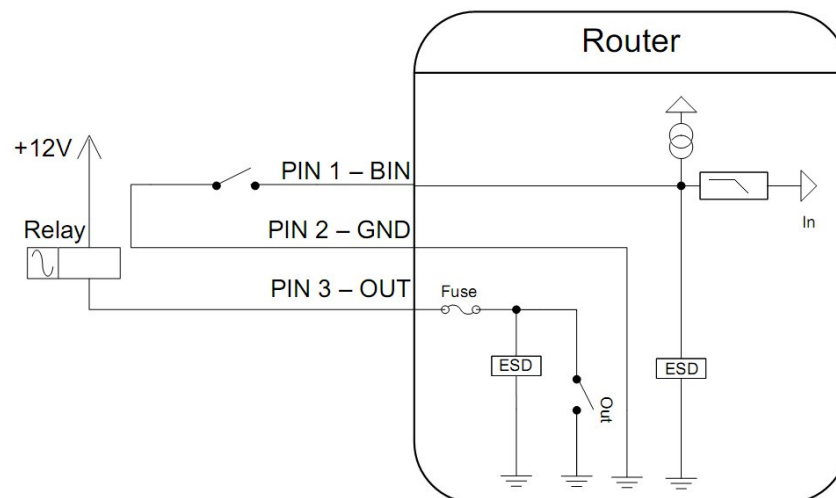 Router
+12V
PIN 1 – BIN
In
PIN 2 – GND
Relay
PIN 3 – OUT
Fuse
ESD
ESD
Out